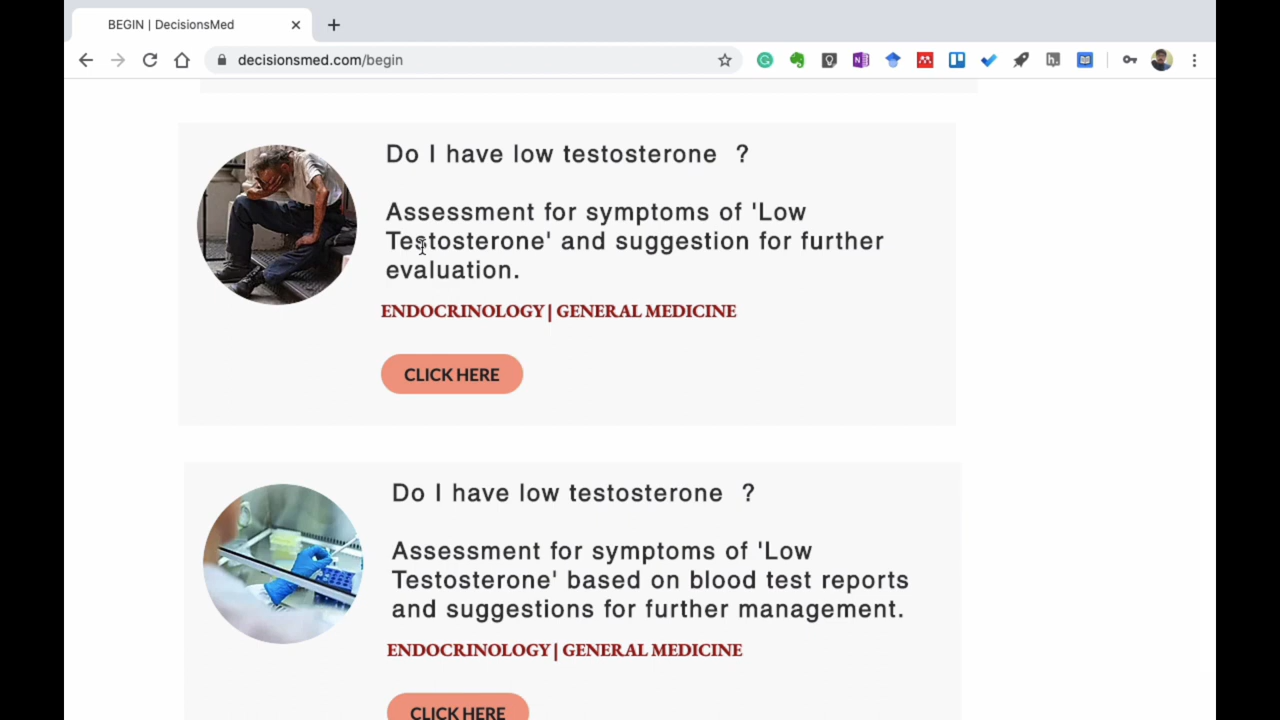 BEGIN | DecisionsMed
decisionsmed.com/begin
Do I have low testosterone ?
Assessment for symptoms of 'Low
Testosterone' and suggestion for further
evaluation.
ENDOCRINOLOGY | GENERAL MEDICINE
CLICK HERE
Do I have low testosterone ?
Assessment for symptoms of 'Low
Testosterone' based on blood test reports
and suggestions for further management.
ENDOCRINOLOGY | GENERAL MEDICINE
CLICK HERE